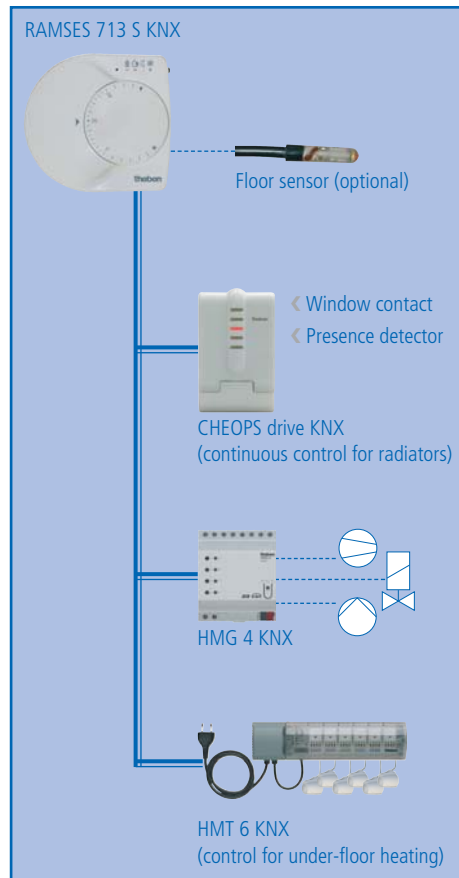 RAMSES 713 S KNX
theben
Floor sensor (optional)
Window contact
Presence detector
CHEOPS drive KNX
(continuous control for radiators)
HMG 4 KNX
HMT 6 KNX
(control for under-floor heating)